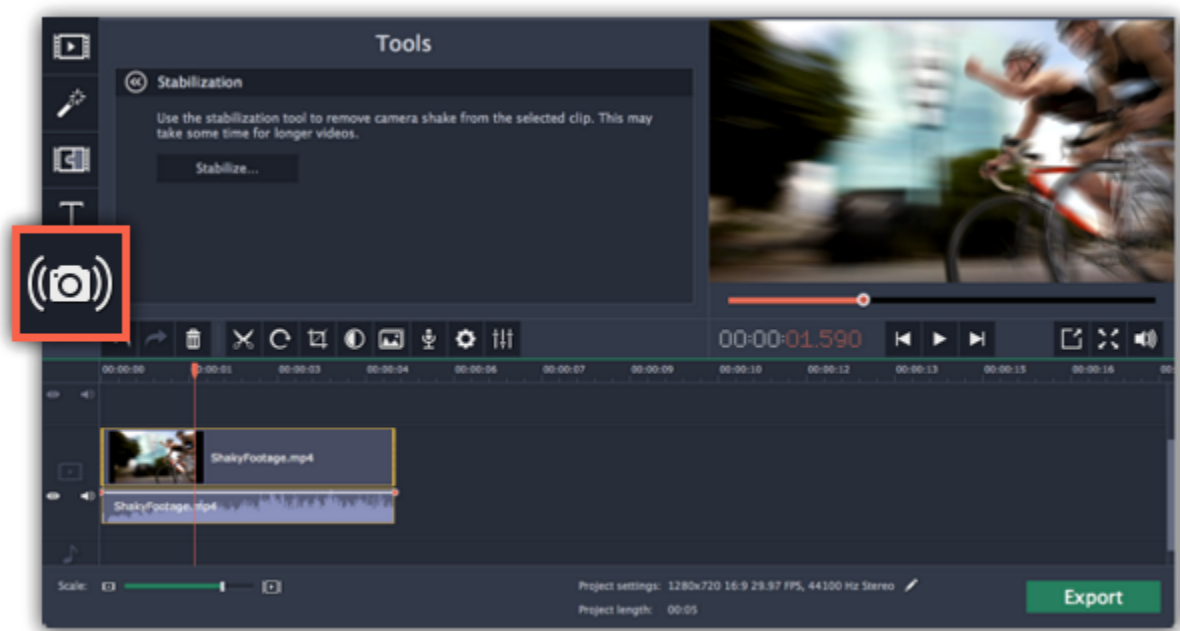 Tools
Stabilization
Use the stabilization tool to remove camera shake from the selected clip. This may
take some time for longer videos.
Stabilize...
T
00:00:01.590
00:00:00 00:00:01 00:00:03 00:00:04 00:00:06 00:00:07 00:00:09 00:00:10 00:00:12 00:00:13 00:00:15 00:00:16
ShakyFootage.mp4
ShakyFootage.mp4
Scale:
Project settings: 1280x720 16:9 29.97 FPS, 44100 Hz Stereo
Project length: 00:05
Export